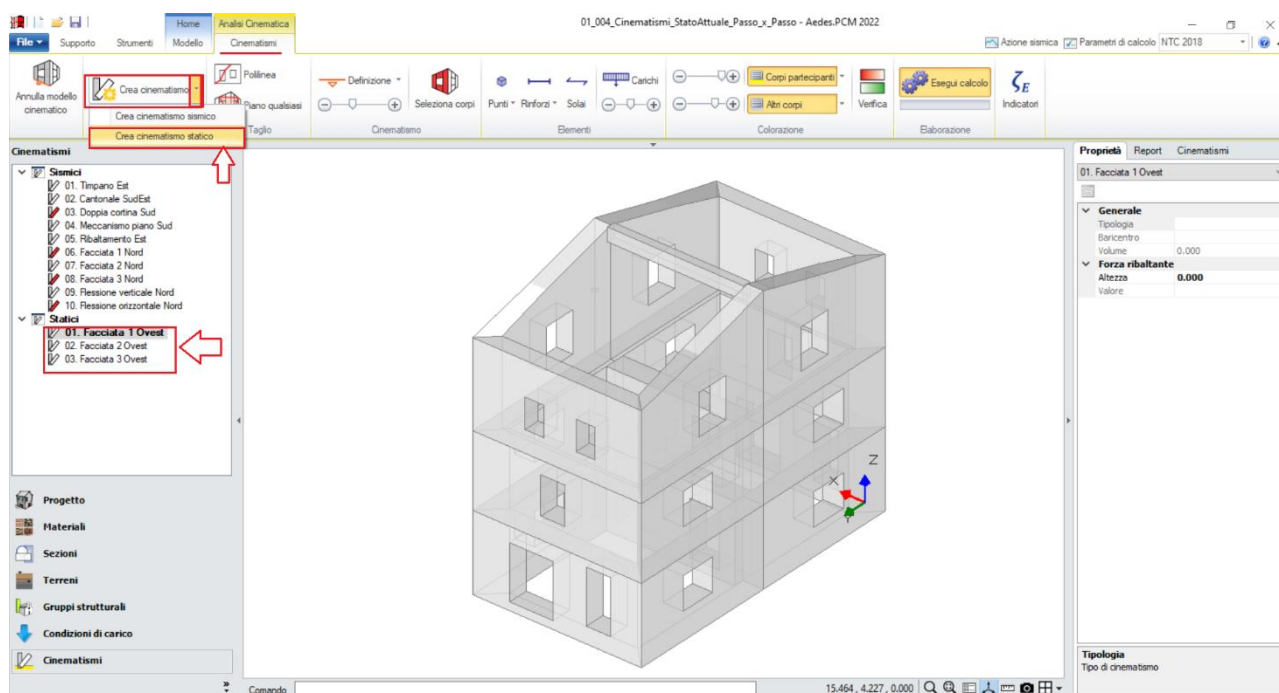 01_004_Cinematismi_StatoAttuale_Passo_x_Passo - Aedes.PCM 2022
Home
Analisi Cinematica
File
Supporto
Strumenti
Modello
Cinematismi
Azione sismica
Parametri di calcolo
NTC 2018
Annulla modello
cinematico
Crea cinematismo
Crea cinematismo sismico
Crea cinematismo statico
Polilinea
Piano qualsiasi
Taglio
Definizione
Seleziona corpi
Cinematismo
Punti
Rinforzi
Solai
Carichi
Elementi
Corpi partecipanti
Altri corpi
Verifica
Colorazione
Esegui calcolo
Elaborazione
ζE
Indicatori
Cinematismi
Sismici
01. Timpano Est
02. Cantonale SudEst
03. Doppia cortina Sud
04. Meccanismo piano Sud
05. Ribaltamento Est
06. Facciata 1 Nord
07. Facciata 2 Nord
08. Facciata 3 Nord
09. Flessione verticale Nord
10. Flessione orizzontale Nord
Statici
01. Facciata 1 Ovest
02. Facciata 2 Ovest
03. Facciata 3 Ovest
Progetto
Materiali
Sezioni
Terreni
Gruppi strutturali
Condizioni di carico
Cinematismi
Z
X
Y
Proprietà
Report
Cinematismi
01. Facciata 1 Ovest
Generale
Tipologia
Baricentro
Volume 0.000
Forza ribaltante
Altezza 0.000
Valore
Tipologia
Tipo di cinematismo
Comando
15.464 , 4.227 , 0.000